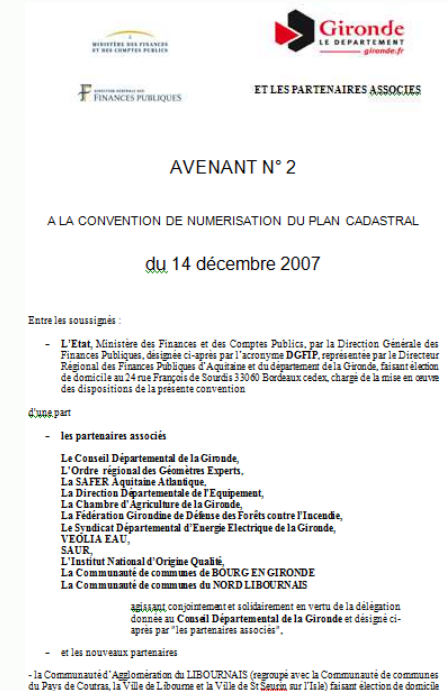 MINISTÈRE DES FINANCES
ET DES COMPTES PUBLICS
Gironde
LE DEPARTEMENT
gironde.fr
FINANCES PUBLIQUES
ET LES PARTENAIRES ASSOCIES
AVENANT N° 2
A LA CONVENTION DE NUMERISATION DU PLAN CADASTRAL
du 14 décembre 2007
Entre les soussignés :
- L'Etat, Ministère des Finances et des Comptes Publics, par la Direction Générale des
Finances Publiques, désignée ci-après par l'acronyme DGFIP, représentée par le Directeur
Régional des Finances Publiques d'Aquitaine et du département de la Gironde, faisant élection
de domicile au 24 rue François de Sourdis 33060 Bordeaux cedex, chargé de la mise en œuvre
des dispositions de la présente convention
d'une part
- les partenaires associés
Le Conseil Départemental de la Gironde,
L'Ordre régional des Géomètres Experts,
La SAFER Aquitaine Atlantique,
La Direction Départementale de l'Equipement,
La Chambre d'Agriculture de la Gironde,
La Fédération Girondine de Défense des Forêts contre l'Incendie,
Le Syndicat Départemental d'Energie Electrique de la Gironde,
VEOLIA EAU,
SAUR,
L'Institut National d'Origine Qualité,
La Communauté de communes de BOURG EN GIRONDE
La Communauté de communes du NORD LIBOURNAIS
agissant conjointement et solidairement en vertu de la délégation
donnée au Conseil Départemental de la Gironde et désigné ci-
après par "les partenaires associés",
- et les nouveaux partenaires
- la Communauté d'Agglomération du LIBOURNAIS (regroupé avec la Communauté de communes
du Pays de Coutras, la Ville de Libourne et la Ville de St Seurin sur l'Isle) faisant élection de domicile